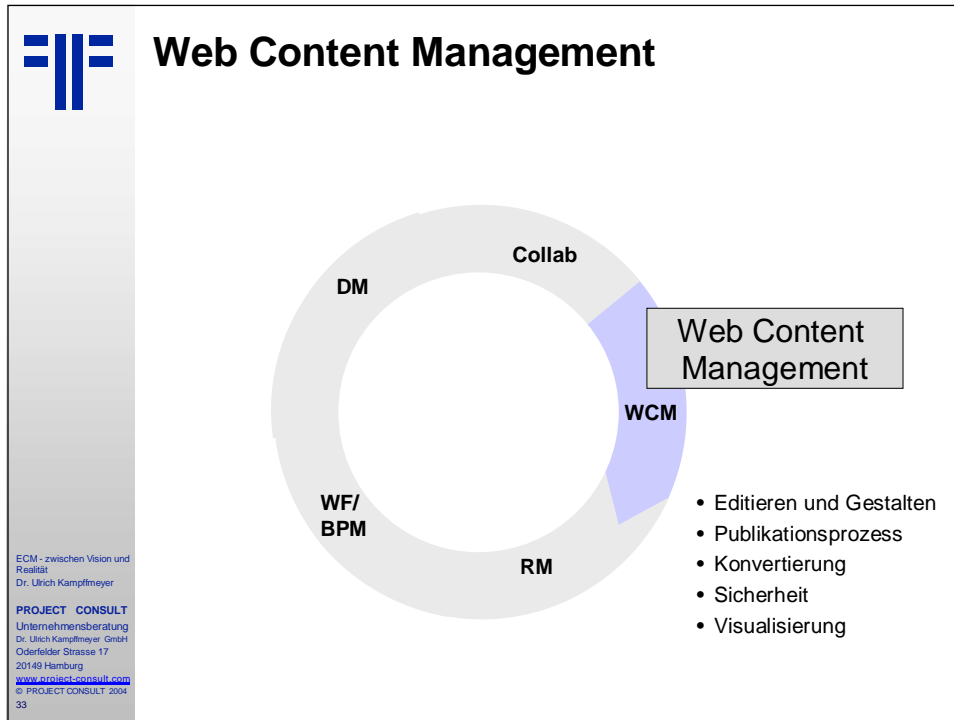 Web Content Management
Collab
DM
Web Content
Management
WCM
WF/
BPM
RM
• Editieren und Gestalten
• Publikationsprozess
• Konvertierung
• Sicherheit
• Visualisierung
ECM - zwischen Vision und
Realität
Dr. Ulrich Kampffmeyer
PROJECT CONSULT
Unternehmensberatung
Dr. Ulrich Kampffmeyer GmbH
Oderfelder Strasse 17
20149 Hamburg
www.project-consult.com
© PROJECT CONSULT 2004
33